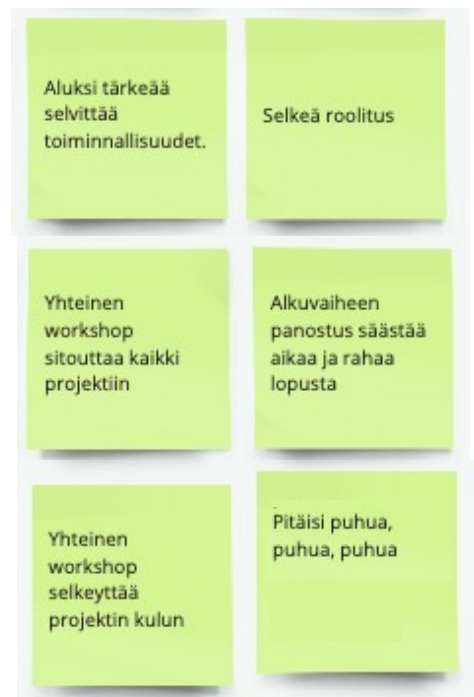 Aluksi tärkeää
selvittää
toiminnallisuudet.
Selkeä roolitus
Yhteinen
workshop
sitouttaa kaikki
projektiin
Alkuvaiheen
panostus säästää
aikaa ja rahaa
lopusta
Yhteinen
workshop
selkeyttää
projektin kulun
Pitäisi puhua,
puhua, puhua